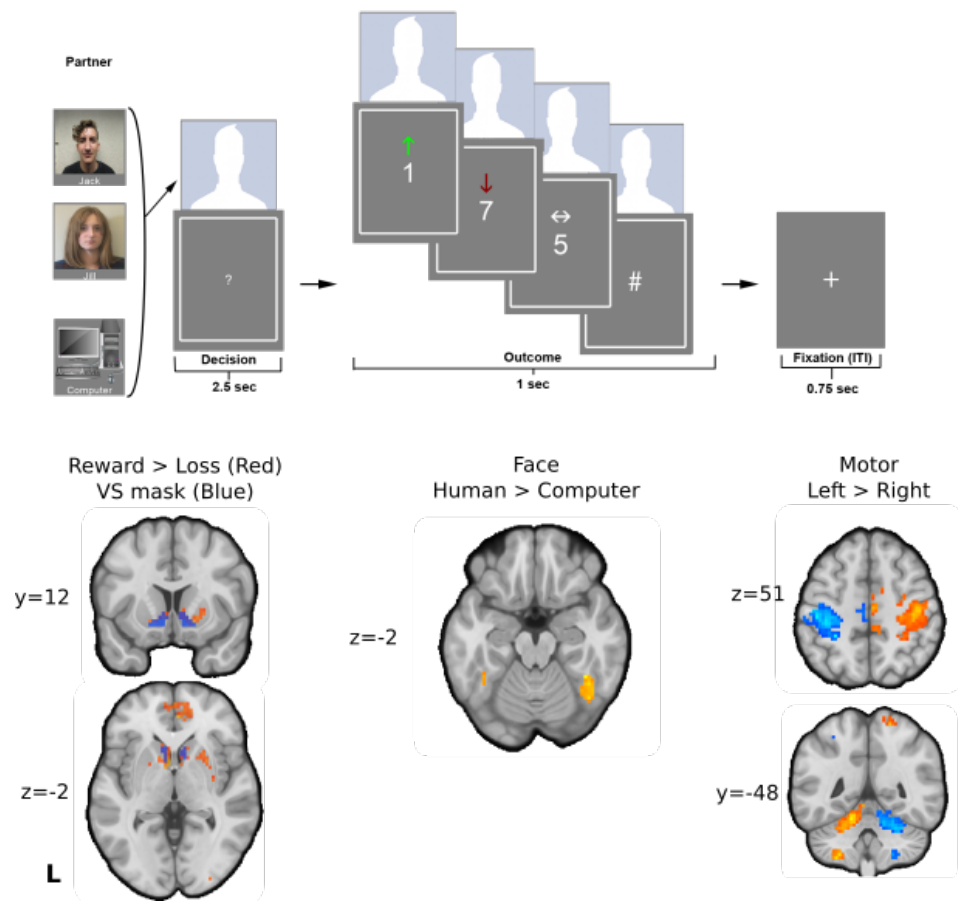 Partner
Jack
Jill
Computer
?
Decision
2.5 sec
↑
1
↓
7
↔
5
#
Outcome
1 sec
+
Fixation (ITI)
0.75 sec
Reward > Loss (Red)
VS mask (Blue)
y=12
z=-2
L
Face
Human > Computer
z=-2
Motor
Left > Right
z=51
y=-48